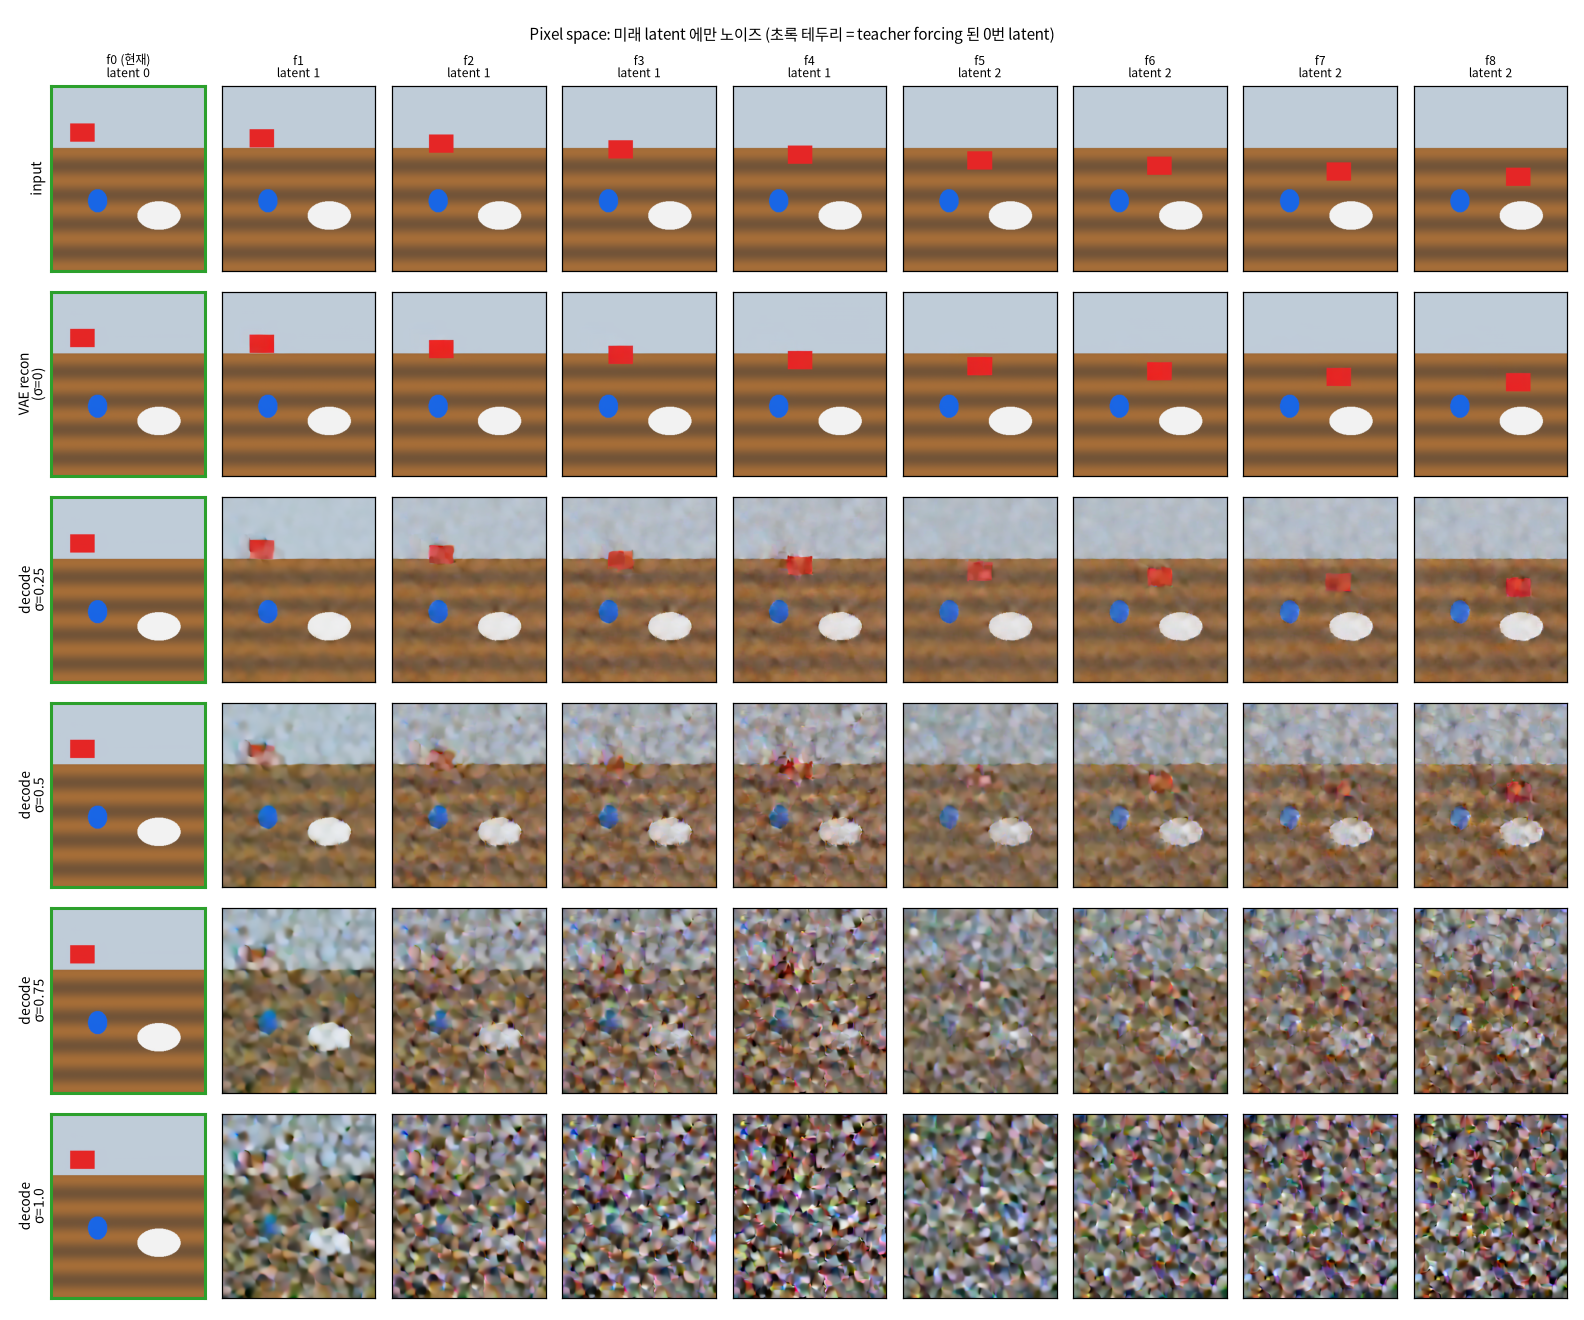 Pixel space: 미래 latent 에만 노이즈 (초록 테두리 = teacher forcing 된 0번 latent)
f0 (현재)
latent 0
f1
latent 1
f2
latent 1
f3
latent 1
f4
latent 1
f5
latent 2
f6
latent 2
f7
latent 2
f8
latent 2
input
VAE recon
(σ=0)
decode
σ=0.25
decode
σ=0.5
decode
σ=0.75
decode
σ=1.0